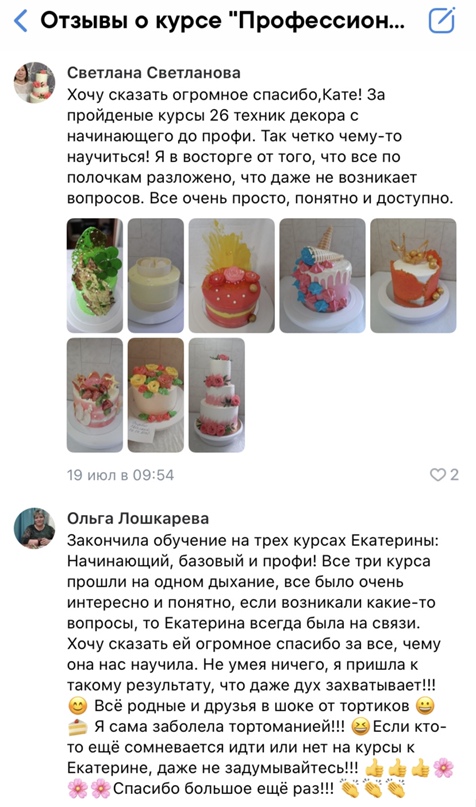 Отзывы о курсе "Профессион...
Светлана Светланова
Хочу сказать огромное спасибо,Кате! За
пройденые курсы 26 техник декора с
начинающего до профи. Так четко чему-то
научиться! Я в восторге от того, что все по
полочкам разложено, что даже не возникает
вопросов. Все очень просто, понятно и доступно.
19 июл в 09:54
2
Ольга Лошкарева
Закончила обучение на трех курсах Екатерины:
Начинающий, базовый и профи! Все три курса
прошли на одном дыхание, все было очень
интересно и понятно, если возникали какие-то
вопросы, то Екатерина всегда была на связи.
Хочу сказать ей огромное спасибо за все, чему
она нас научила. Не умея ничего, я пришла к
такому результату, что даже дух захватывает!!!
😊 Всё родные и друзья в шоке от тортиков 😀
🍰 Я сама заболела тортоманией!!! 😆Если кто-
то ещё сомневается идти или нет на курсы к
Екатерине, даже не задумывайтесь!!! 👍👍👍🌸
🌸🌸Спасибо большое ещё раз!!! 👏👏👏👏